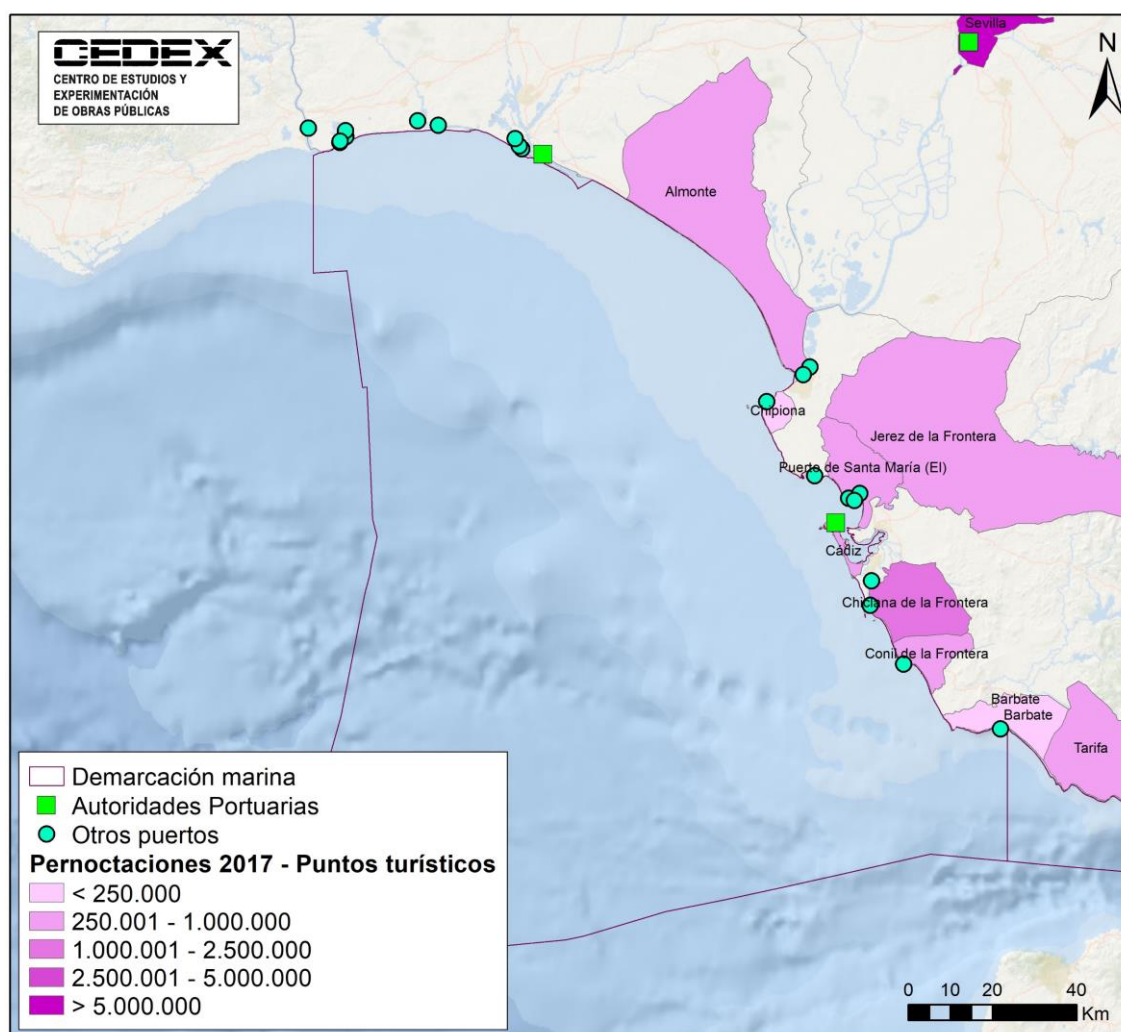 CEDEX
CENTRO DE ESTUDIOS Y
EXPERIMENTACIÓN
DE OBRAS PÚBLICAS
Sevilla
N
Almonte
Chipiona
Jerez de la Frontera
Puerto de Santa María (El)
Cádiz
Chiclana de la Frontera
Conil de la Frontera
Barbate
Barbate
Tarifa
Demarcación marina
Autoridades Portuarias
Otros puertos
Pernoctaciones 2017 - Puntos turísticos
< 250.000
250.001 - 1.000.000
1.000.001 - 2.500.000
2.500.001 - 5.000.000
> 5.000.000
0 10 20 40
Km